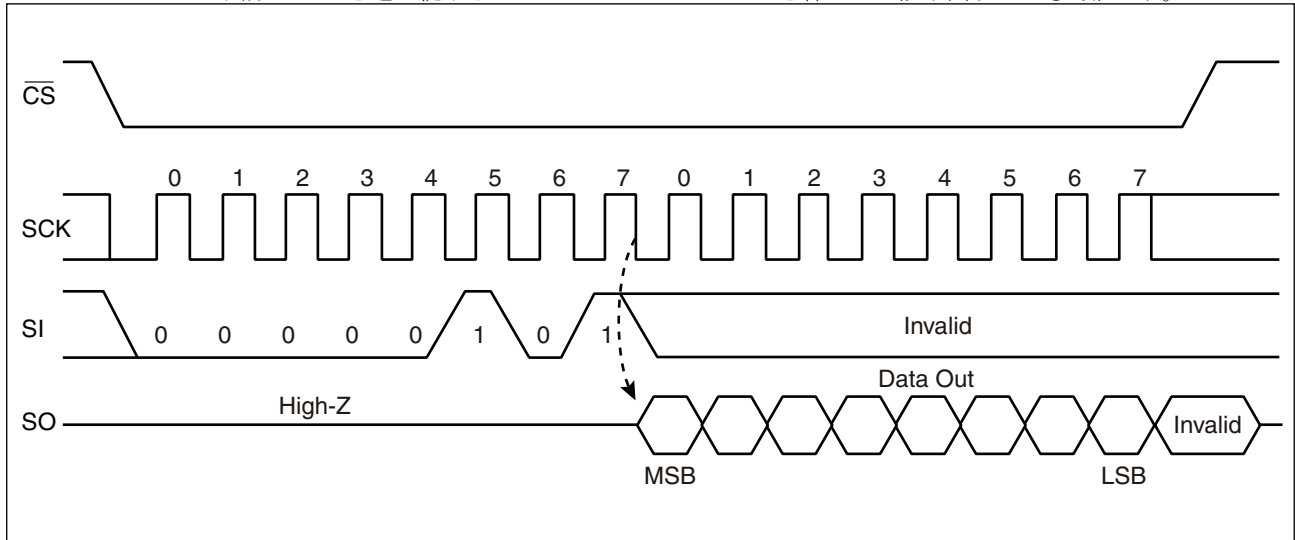 CS
0 1 2 3 4 5 6 7 0 1 2 3 4 5 6 7
SCK
SI
0 0 0 0 0 1 0 1
Invalid
Data Out
High-Z
SO
Invalid
MSB
LSB